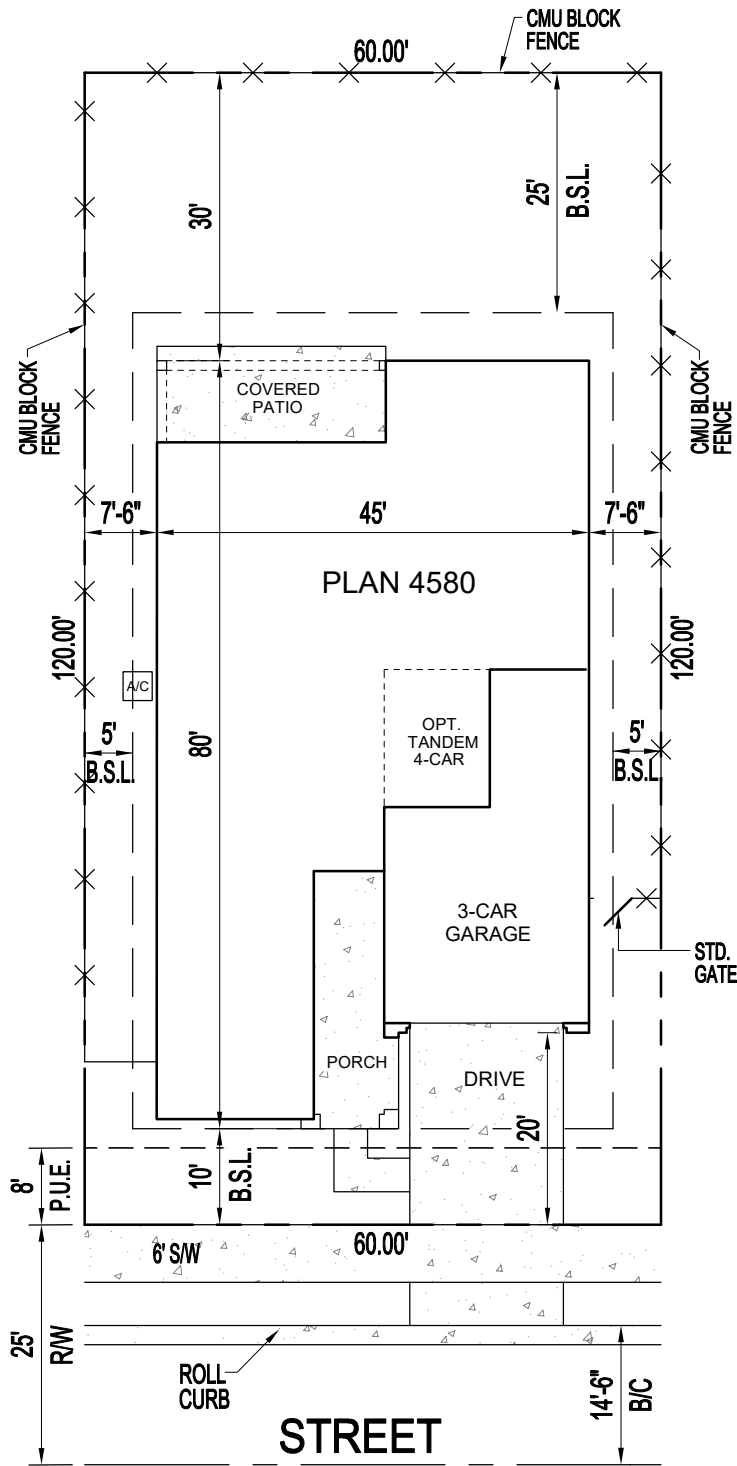 CMU BLOCK
FENCE
60.00'
30'
25'
B.S.L.
CMU BLOCK
FENCE
COVERED
PATIO
CMU BLOCK
FENCE
7'-6"
45'
7'-6"
PLAN 4580
120.00'
120.00'
A/C
80'
OPT.
TANDEM
4-CAR
5'
B.S.L.
5'
B.S.L.
3-CAR
GARAGE
STD.
GATE
PORCH
DRIVE
20'
8'
P.U.E.
10'
B.S.L.
6' S/W
60.00'
25'
R/W
ROLL
CURB
14'-6"
B/C
STREET